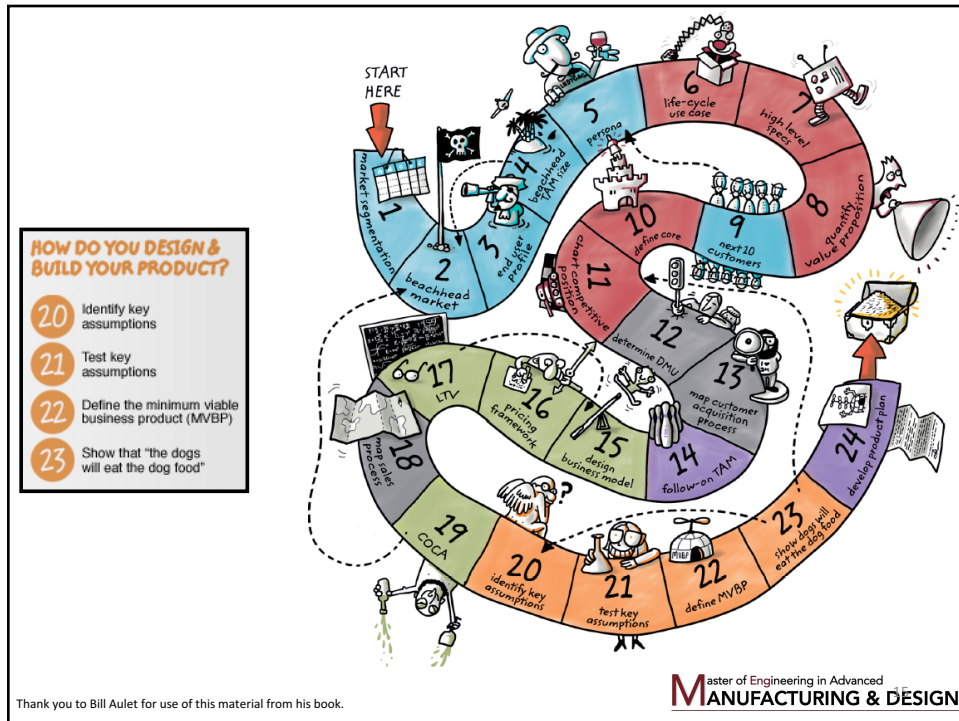 START
HERE
1
market segmentation
2
beachhead
market
3
end user
profile
4
beachhead
TAM size
5
persona
6
life-cycle
use case
7
high level
specs
8
quantify
value proposition
9
next 10
customers
10
define core
11
chart competitive
position
12
determine DMU
13
map customer
acquisition
process
14
follow-on TAM
15
design
business model
16
pricing
framework
17
LTV
18
map sales
process
19
COCA
20
identify key
assumptions
?
21
test key
assumptions
MVBP
22
define MVBP
23
show dogs will
eat the dog food
24
develop product plan
HOW DO YOU DESIGN &
BUILD YOUR PRODUCT?
20 Identify key
assumptions
21 Test key
assumptions
22 Define the minimum viable
business product (MVBP)
23 Show that "the dogs
will eat the dog food"
Thank you to Bill Aulet for use of this material from his book.
Master of Engineering in Advanced
MANUFACTURING & DESIGN
15